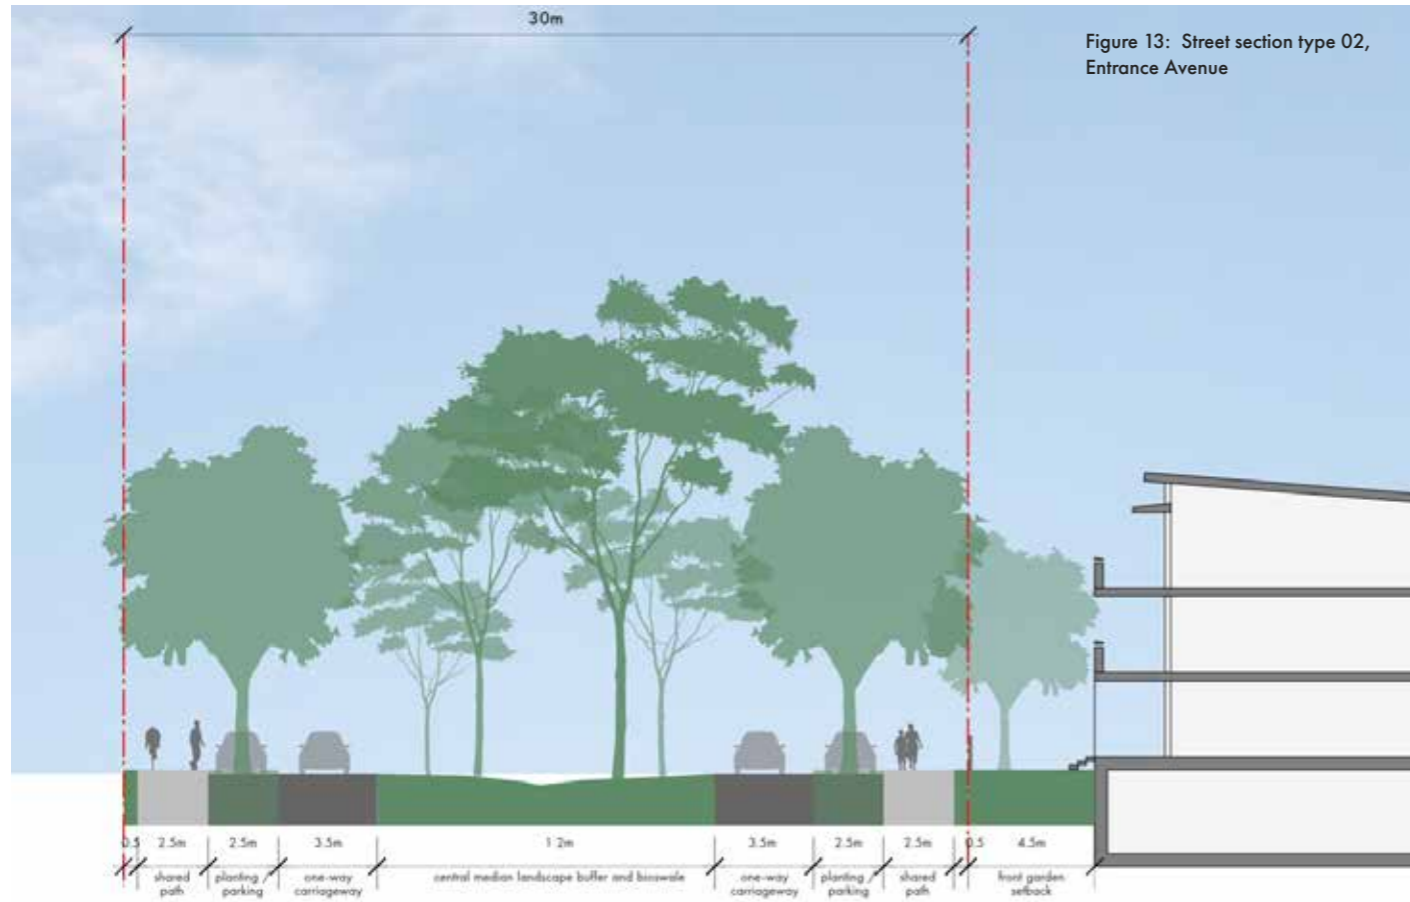 30m
Figure 13: Street section type 02,
Entrance Avenue
0.5 2.5m 2.5m 3.5m 12m 3.5m 2.5m 2.5m 0.5 4.5m
shared path
planting / parking
one-way carriageway
central median landscape buffer and bioswale
one-way carriageway
planting / parking
shared path
front garden setback